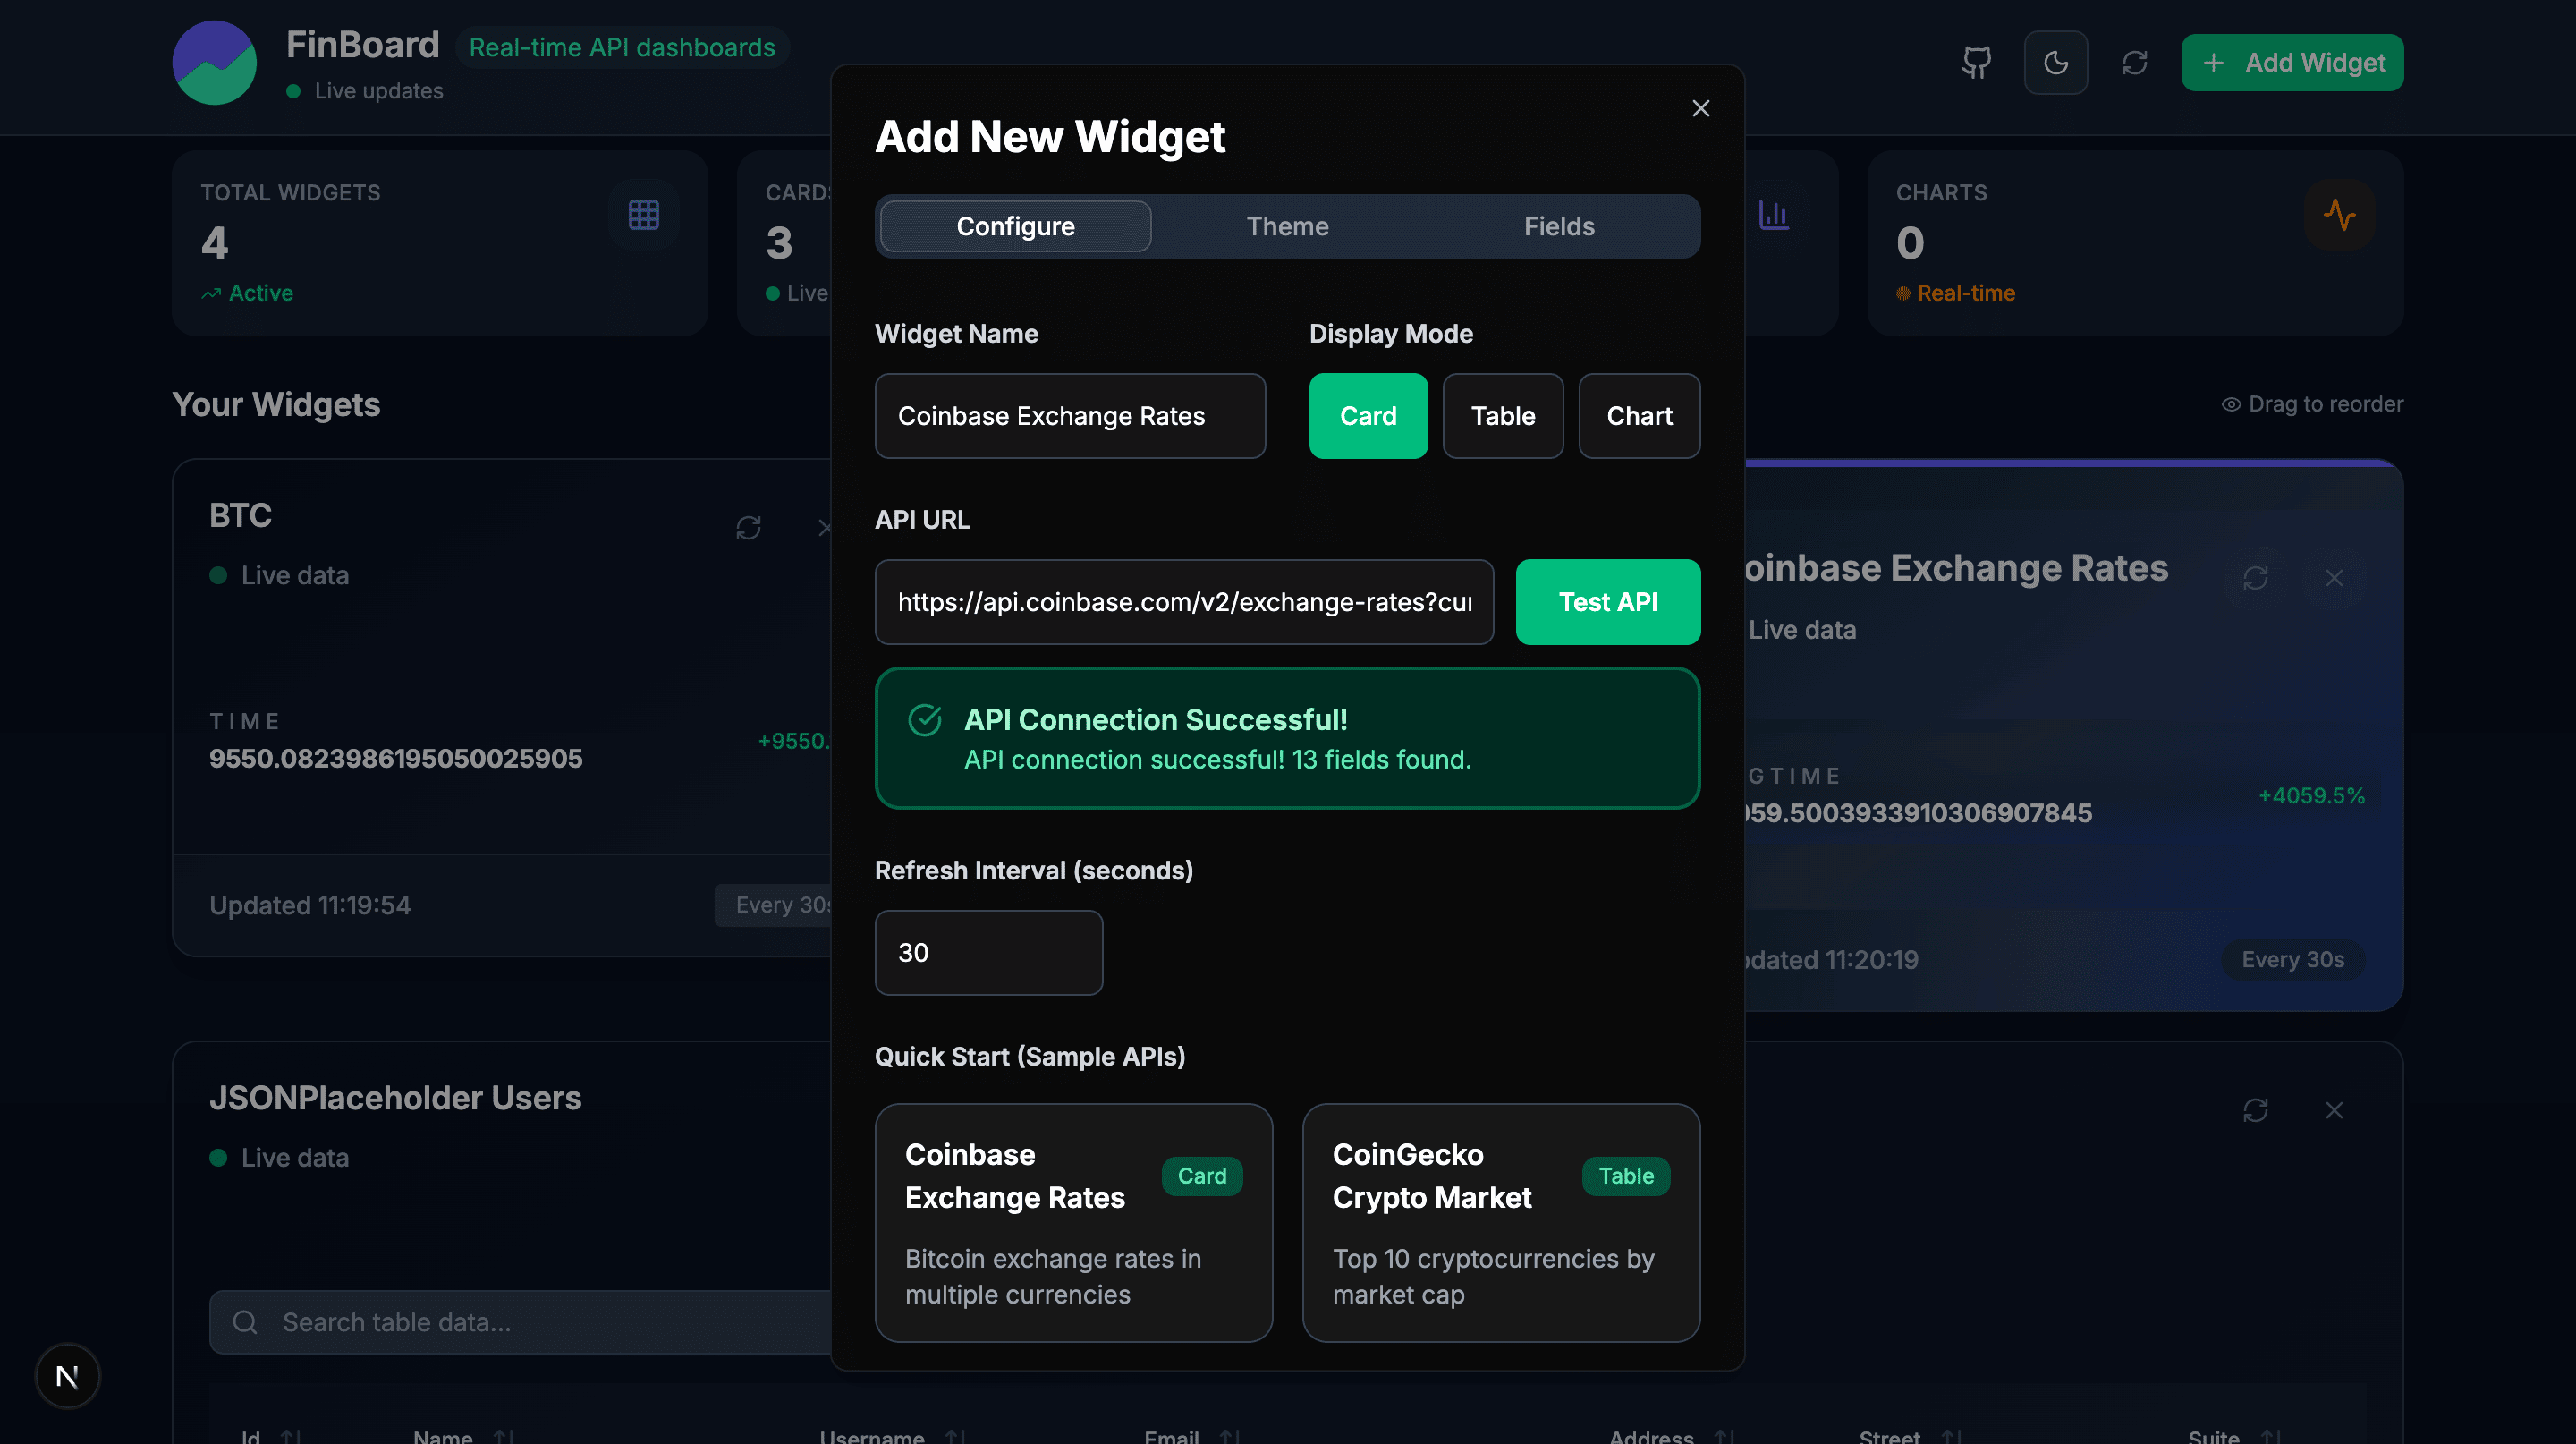 FinBoard
Real-time API dashboards
Live updates
Add Widget
TOTAL WIDGETS
4
Active
3
Live
CHARTS
0
Real-time
Your Widgets
Drag to reorder
BTC
Live data
TIME
9550.0823986195050025905
+9550.
Updated 11:19:54
Every 30s
oinbase Exchange Rates
Live data
GTIME
059.5003933910306907845
+4059.5%
dated 11:20:19
Every 30s
JSONPlaceholder Users
Live data
Search table data...
Id
Name
Username
Email
Address
Street
Suite
N
Add New Widget
Configure
Theme
Fields
Widget Name
Display Mode
Coinbase Exchange Rates
Card
Table
Chart
API URL
https://api.coinbase.com/v2/exchange-rates?cur
Test API
API Connection Successful!
API connection successful! 13 fields found.
Refresh Interval (seconds)
30
Quick Start (Sample APIs)
Coinbase
Exchange Rates
Card
Bitcoin exchange rates in
multiple currencies
CoinGecko
Crypto Market
Table
Top 10 cryptocurrencies by
market cap